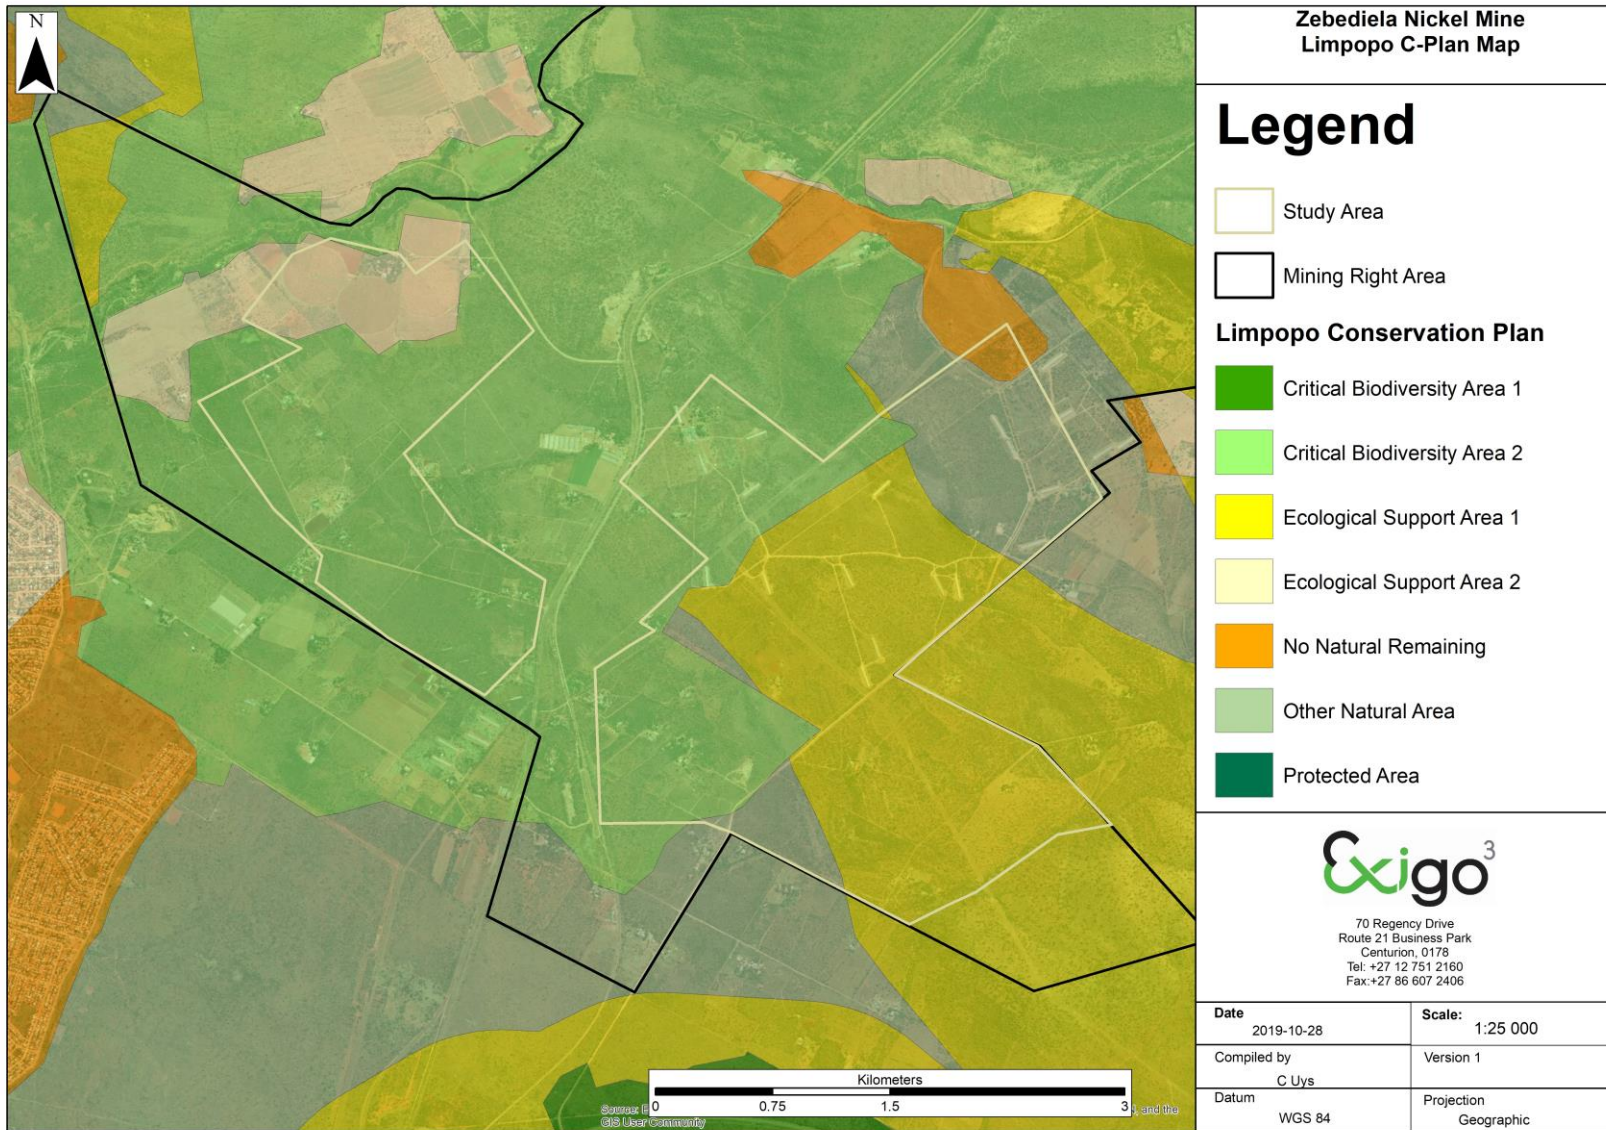 N
Zebediela Nickel Mine
Limpopo C-Plan Map
Legend
Study Area
Mining Right Area
Limpopo Conservation Plan
Critical Biodiversity Area 1
Critical Biodiversity Area 2
Ecological Support Area 1
Ecological Support Area 2
No Natural Remaining
Other Natural Area
Protected Area
Exigo3
70 Regency Drive
Route 21 Business Park
Centurion, 0178
Tel: +27 12 751 2160
Fax:+27 86 607 2406
Date
2019-10-28
Scale:
1:25 000
Compiled by
C Uys
Version 1
Datum
WGS 84
Projection
Geographic
Kilometers
0 0.75 1.5 3
Source: and the
GIS User Community